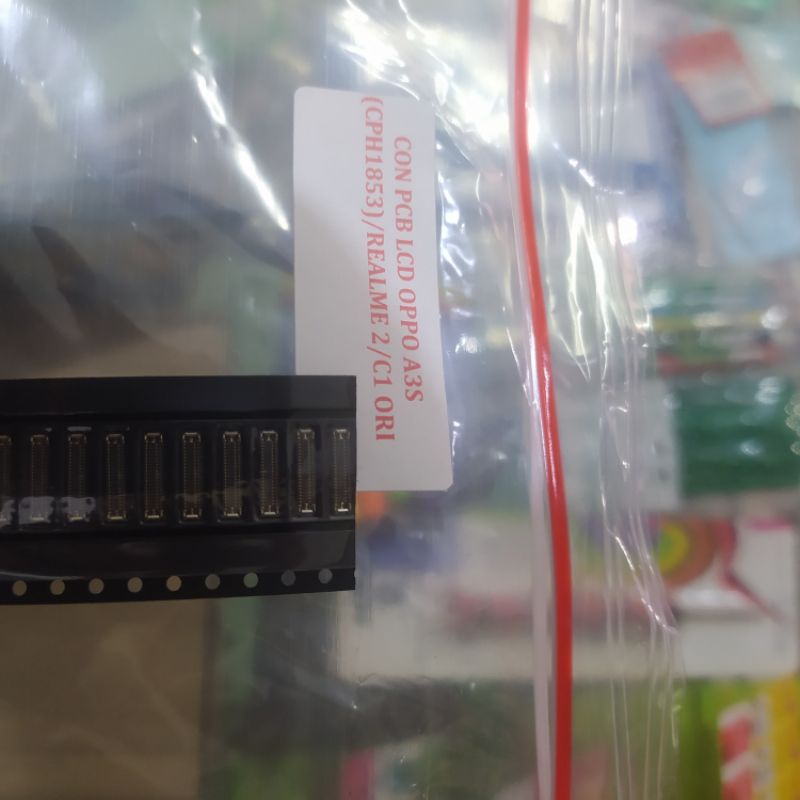 CON PCB LCD OPPO A3S
(CPH1853)/REALME 2/C1 ORI